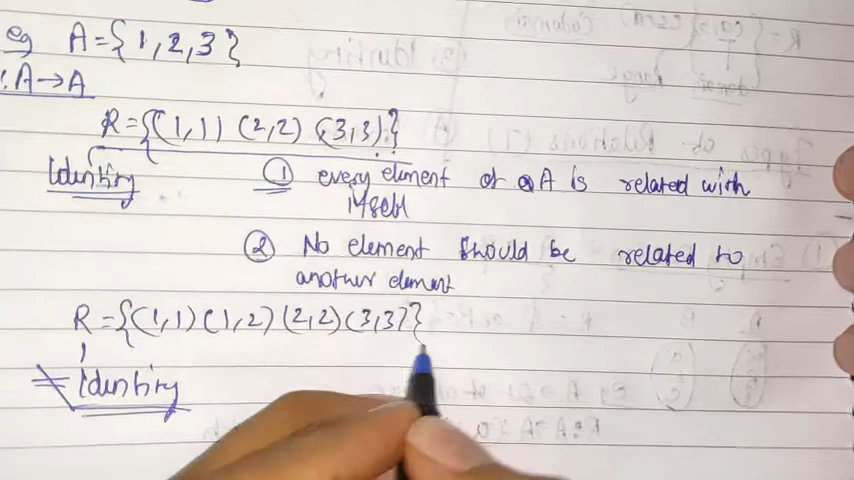 eg A={1,2,3}
:A→A
R={(1,1) (2,2) (3,3)}
Identity ① every element of A is related with
itself
② No element should be related to
another element
R={(1,1)(1,2)(2,2)(3,3)}
≠ Identity